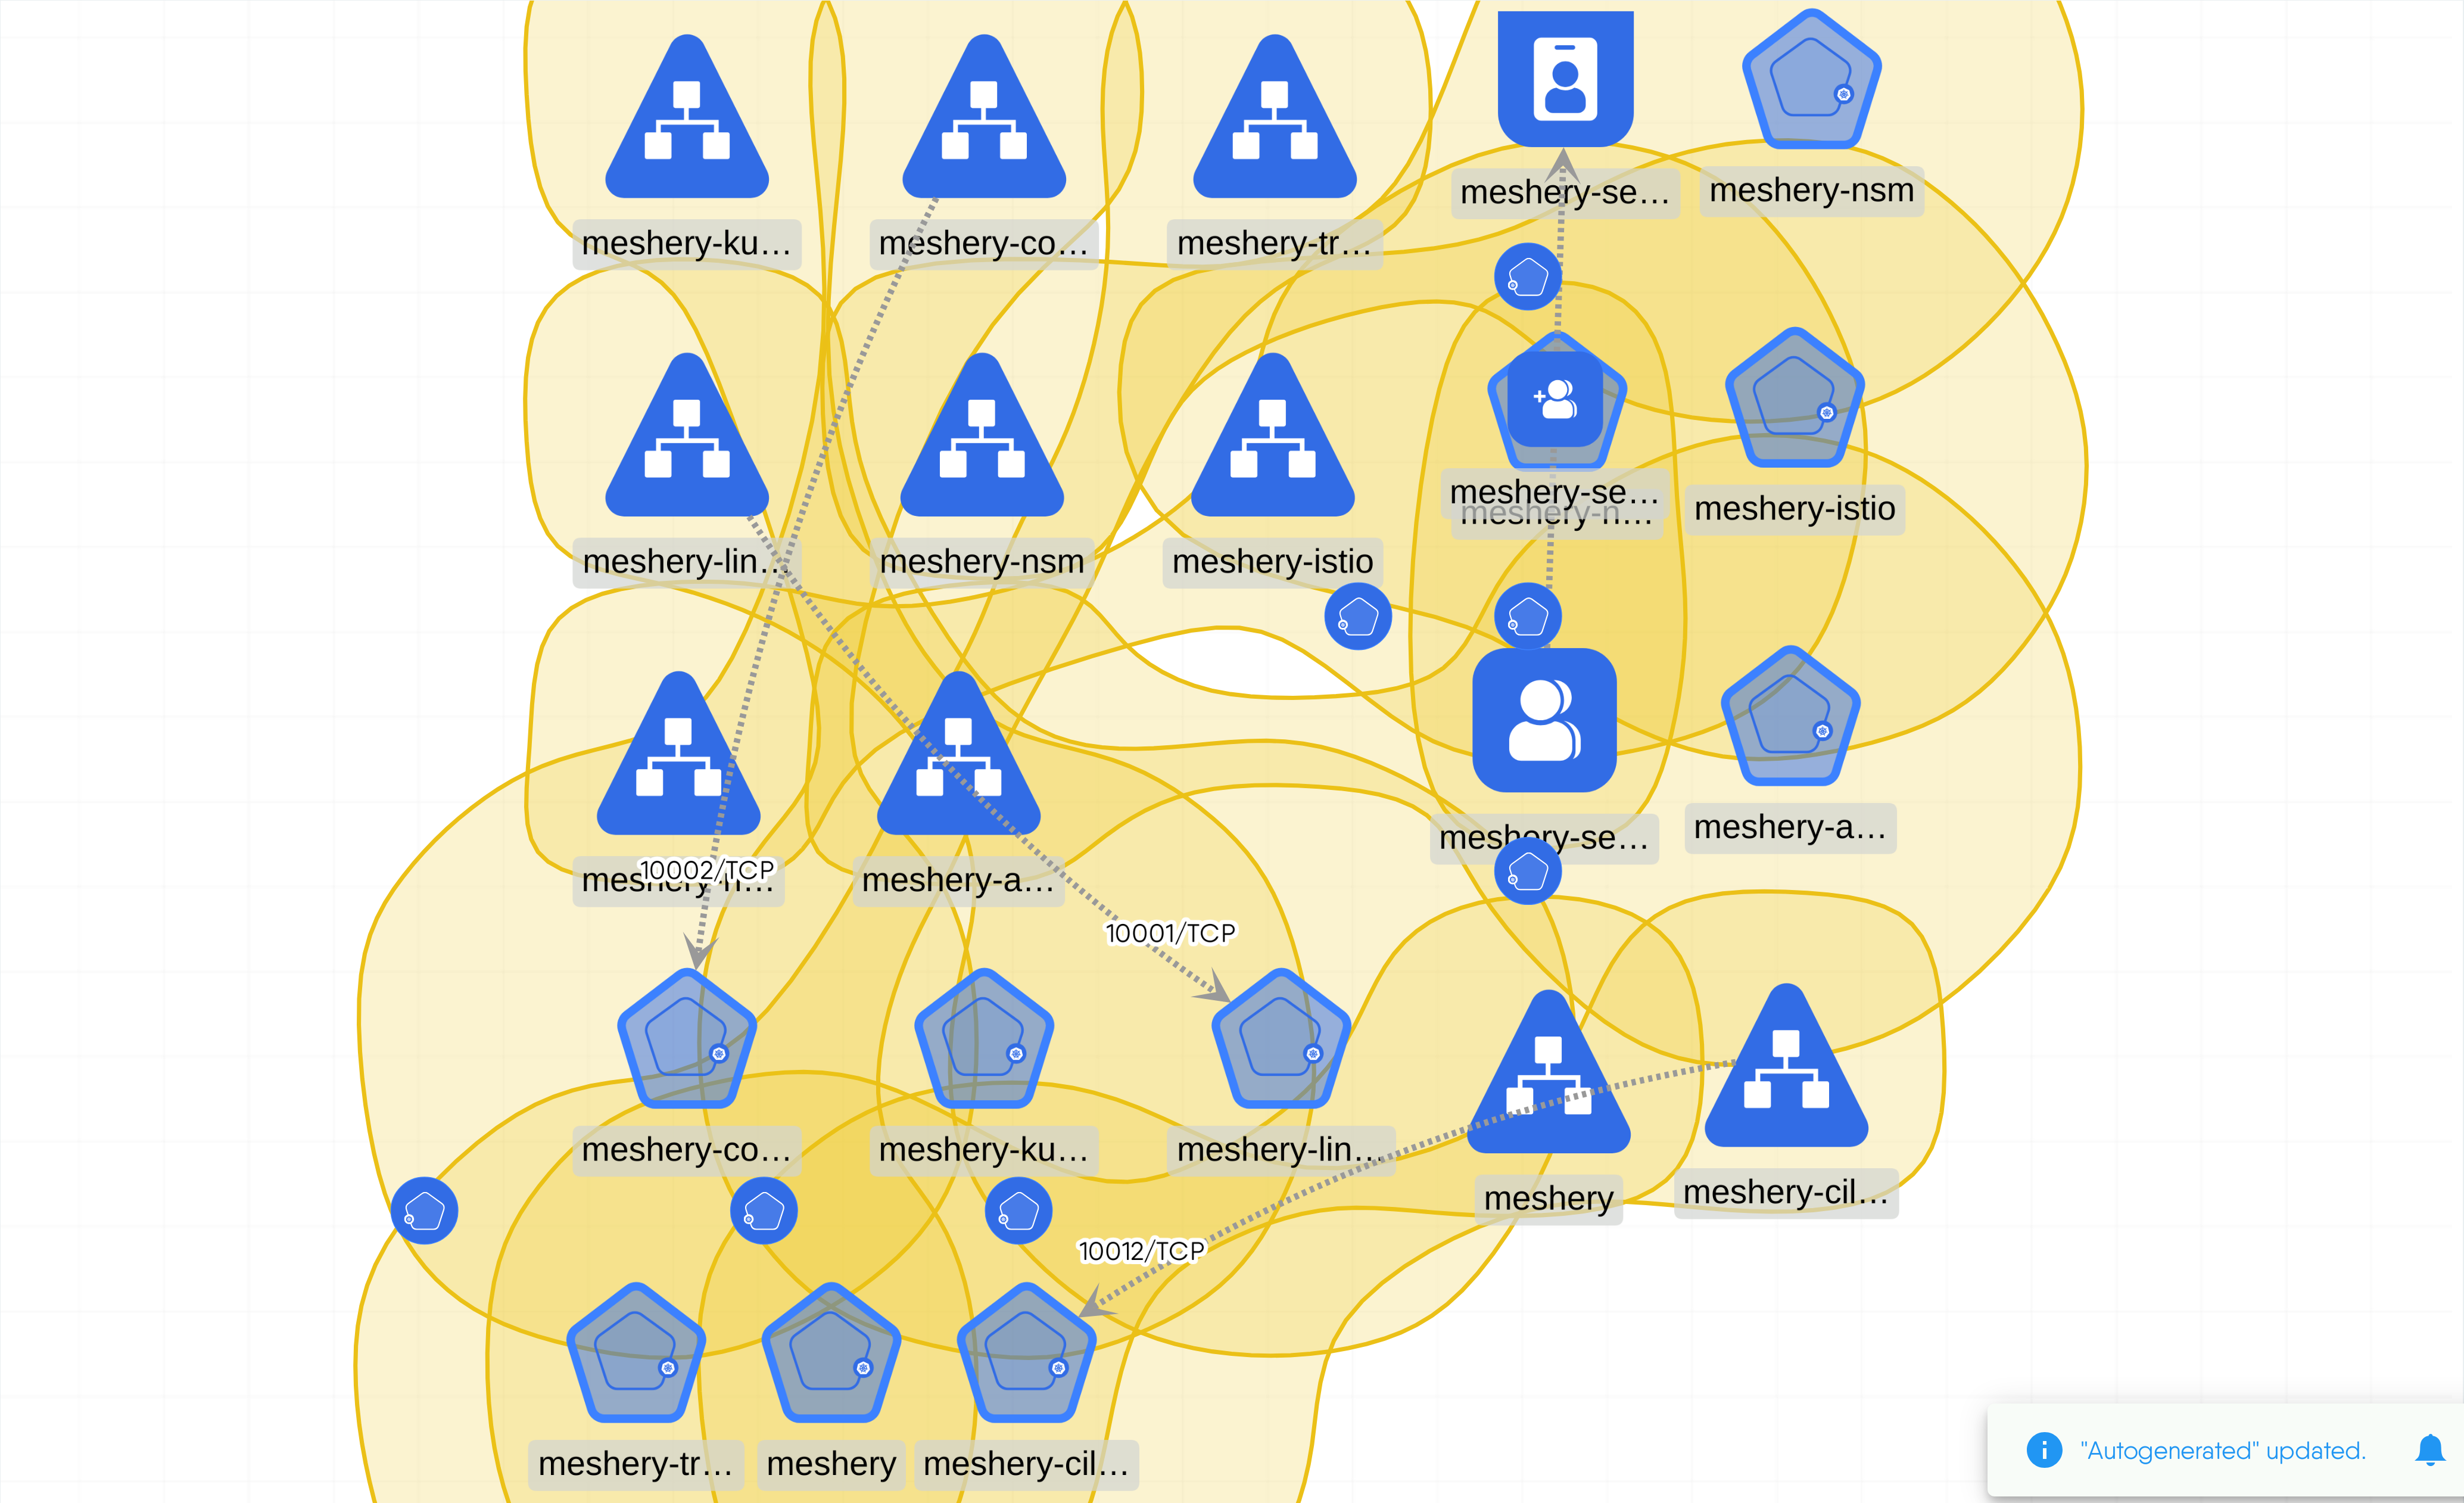 meshery-ku…
meshery-co…
meshery-tr…
meshery-se…
meshery-nsm
meshery-lin…
meshery-nsm
meshery-istio
meshery-se…
meshery-n…
meshery-istio
10002/TCP
meshery-n…
meshery-a…
meshery-se…
meshery-a…
10001/TCP
meshery-co…
meshery-ku…
meshery-lin…
meshery
meshery-cil…
10012/TCP
meshery-tr…
meshery
meshery-cil…
"Autogenerated" updated.